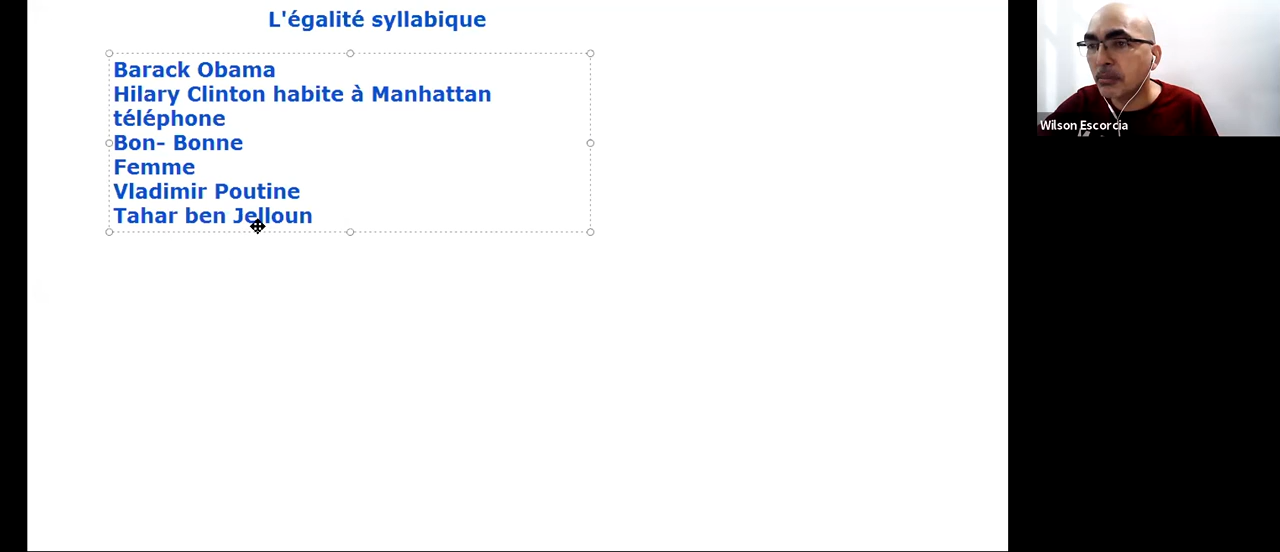 L'égalité syllabique
Barack Obama
Hilary Clinton habite à Manhattan
téléphone
Bon- Bonne
Femme
Vladimir Poutine
Tahar ben Jelloun
Wilson Escorcia